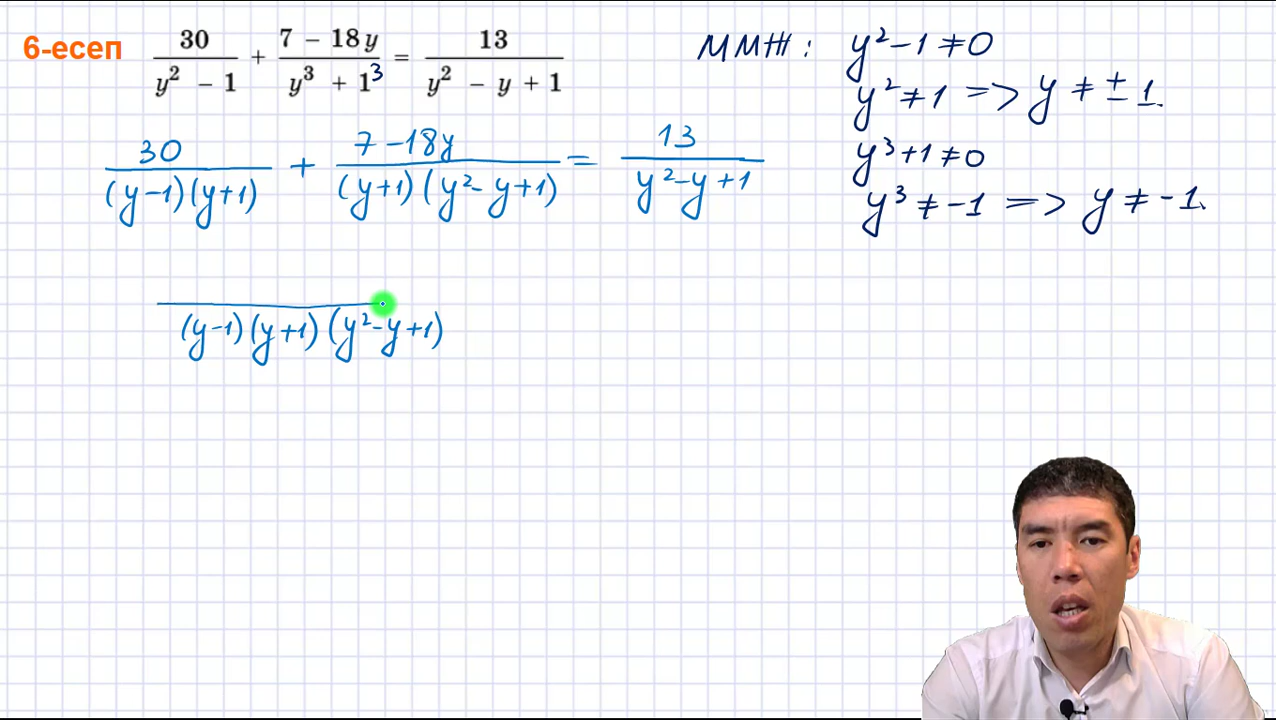 6-есеп 30/(y² − 1) + (7 − 18y)/(y³ + 1³) = 13/(y² − y + 1)
30/((y−1)(y+1)) + (7−18y)/((y+1)(y²−y+1)) = 13/(y²−y+1)
(y−1)(y+1)(y²−y+1)
ММЖ: y²−1≠0
y²≠1 => y ≠ ±1.
y³+1≠0
y³≠−1 => y≠−1.